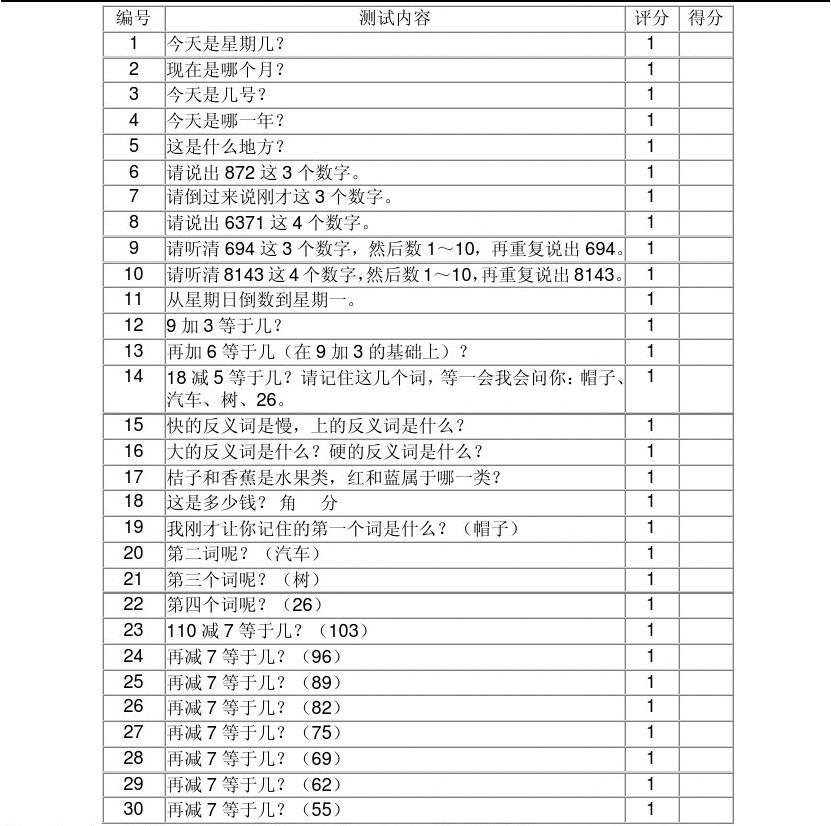 编号 测试内容 评分 得分
1 今天是星期几？ 1
2 现在是哪个月？ 1
3 今天是几号？ 1
4 今天是哪一年？ 1
5 这是什么地方？ 1
6 请说出 872 这 3 个数字。 1
7 请倒过来说刚才这 3 个数字。 1
8 请说出 6371 这 4 个数字。 1
9 请听清 694 这 3 个数字，然后数 1～10，再重复说出 694。 1
10 请听清 8143 这 4 个数字，然后数 1～10，再重复说出 8143。 1
11 从星期日倒数到星期一。 1
12 9 加 3 等于几？ 1
13 再加 6 等于几（在 9 加 3 的基础上）？ 1
14 18 减 5 等于几？请记住这几个词，等一会我会问你：帽子、 1
汽车、树、26。
15 快的反义词是慢，上的反义词是什么？ 1
16 大的反义词是什么？硬的反义词是什么？ 1
17 桔子和香蕉是水果类，红和蓝属于哪一类？ 1
18 这是多少钱？ 角 分 1
19 我刚才让你记住的第一个词是什么？（帽子） 1
20 第二词呢？（汽车） 1
21 第三个词呢？（树） 1
22 第四个词呢？（26） 1
23 110 减 7 等于几？（103） 1
24 再减 7 等于几？（96） 1
25 再减 7 等于几？（89） 1
26 再减 7 等于几？（82） 1
27 再减 7 等于几？（75） 1
28 再减 7 等于几？（69） 1
29 再减 7 等于几？（62） 1
30 再减 7 等于几？（55） 1